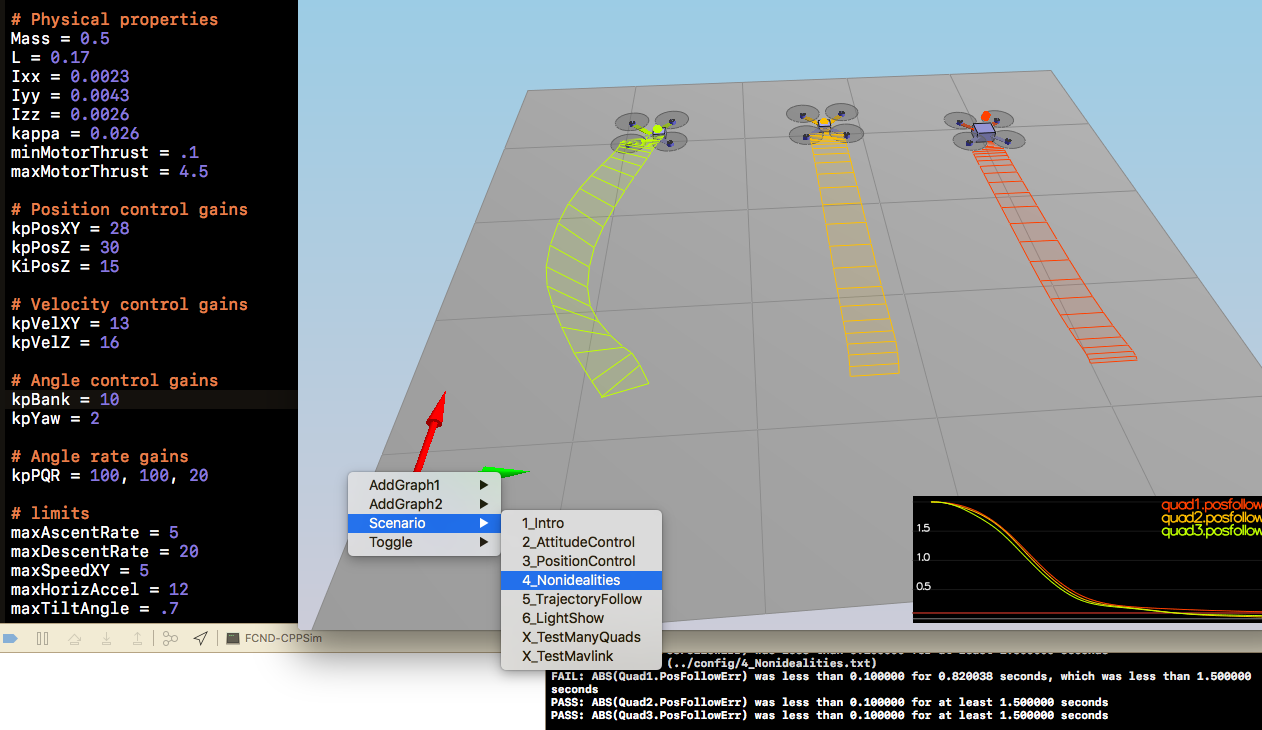 # Physical properties
Mass = 0.5
L = 0.17
Ixx = 0.0023
Iyy = 0.0043
Izz = 0.0026
kappa = 0.026
minMotorThrust = .1
maxMotorThrust = 4.5
# Position control gains
kpPosXY = 28
kpPosZ = 30
KiPosZ = 15
# Velocity control gains
kpVelXY = 13
kpVelZ = 16
# Angle control gains
kpBank = 10
kpYaw = 2
# Angle rate gains
kpPQR = 100, 100, 20
# limits
maxAscentRate = 5
maxDescentRate = 20
maxSpeedXY = 5
maxHorizAccel = 12
maxTiltAngle = .7
FCND-CPPSim
AddGraph1
AddGraph2
Scenario
Toggle
1_Intro
2_AttitudeControl
3_PositionControl
4_Nonidealities
5_TrajectoryFollow
6_LightShow
X_TestManyQuads
X_TestMavlink
quad1.posfollow
quad2.posfollow
quad3.posfollow
1.5
1.0
0.5
(../config/4_Nonidealities.txt)
FAIL: ABS(Quad1.PosFollowErr) was less than 0.100000 for 0.820038 seconds, which was less than 1.500000
seconds
PASS: ABS(Quad2.PosFollowErr) was less than 0.100000 for at least 1.500000 seconds
PASS: ABS(Quad3.PosFollowErr) was less than 0.100000 for at least 1.500000 seconds